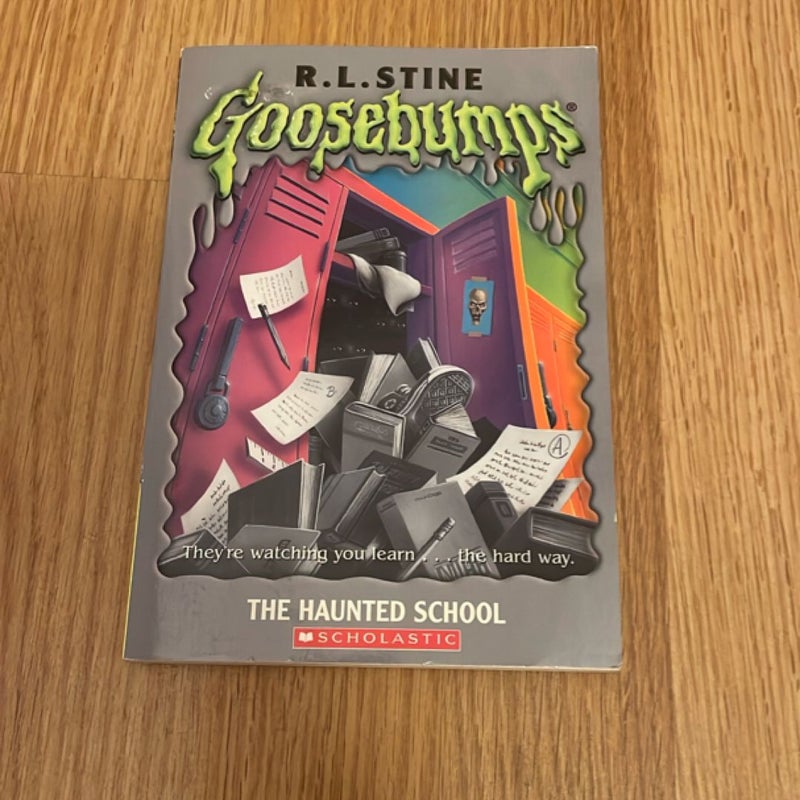 R.L.STINE
Goosebumps®
B
A
They're watching you learn . . . the hard way.
THE HAUNTED SCHOOL
SCHOLASTIC